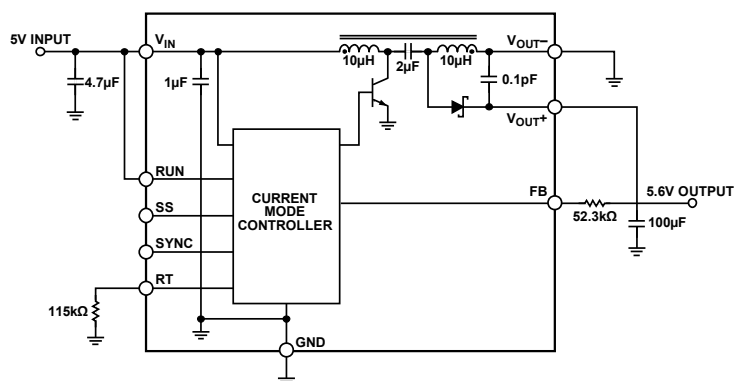 5V INPUT
4.7µF
V_IN
1µF
10µH
2µF
10µH
V_OUT–
0.1pF
V_OUT+
RUN
SS
SYNC
RT
CURRENT
MODE
CONTROLLER
FB
52.3kΩ
5.6V OUTPUT
100µF
115kΩ
GND